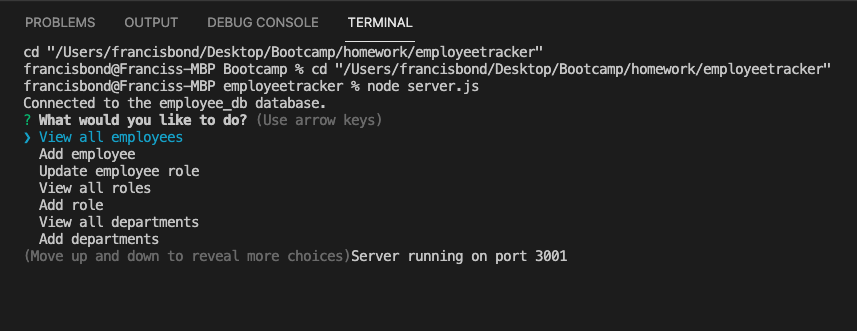 PROBLEMS OUTPUT DEBUG CONSOLE TERMINAL
cd "/Users/francisbond/Desktop/Bootcamp/homework/employeetracker"
francisbond@Franciss-MBP Bootcamp % cd "/Users/francisbond/Desktop/Bootcamp/homework/employeetracker"
francisbond@Franciss-MBP employeetracker % node server.js
Connected to the employee_db database.
? What would you like to do? (Use arrow keys)
❯ View all employees
Add employee
Update employee role
View all roles
Add role
View all departments
Add departments
(Move up and down to reveal more choices)Server running on port 3001